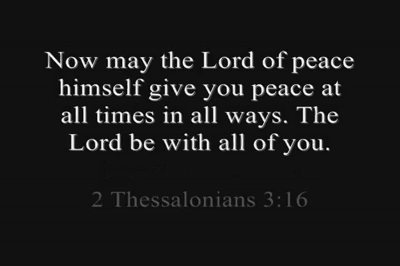 Now may the Lord of peace
himself give you peace at
all times in all ways. The
Lord be with all of you.
2 Thessalonians 3:16